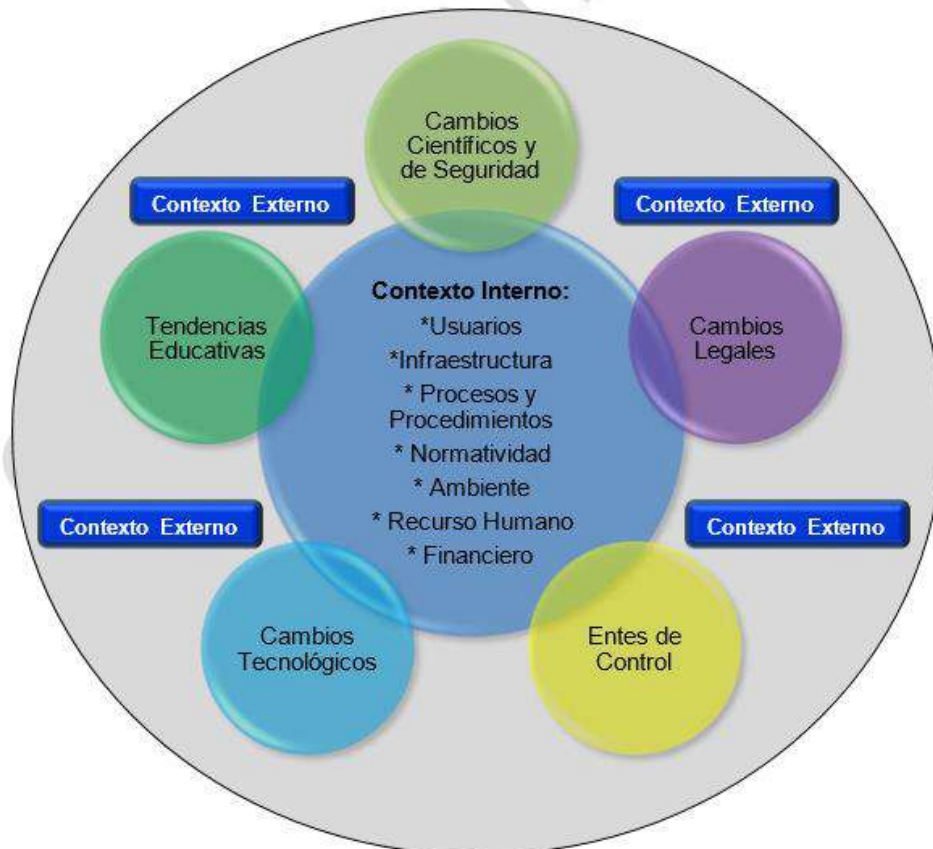 Cambios
Científicos y
de Seguridad
Contexto Externo
Contexto Externo
Tendencias
Educativas
Contexto Interno:
*Usuarios
*Infraestructura
* Procesos y
Procedimientos
* Normatividad
* Ambiente
* Recurso Humano
* Financiero
Cambios
Legales
Contexto Externo
Contexto Externo
Cambios
Tecnológicos
Entes de
Control